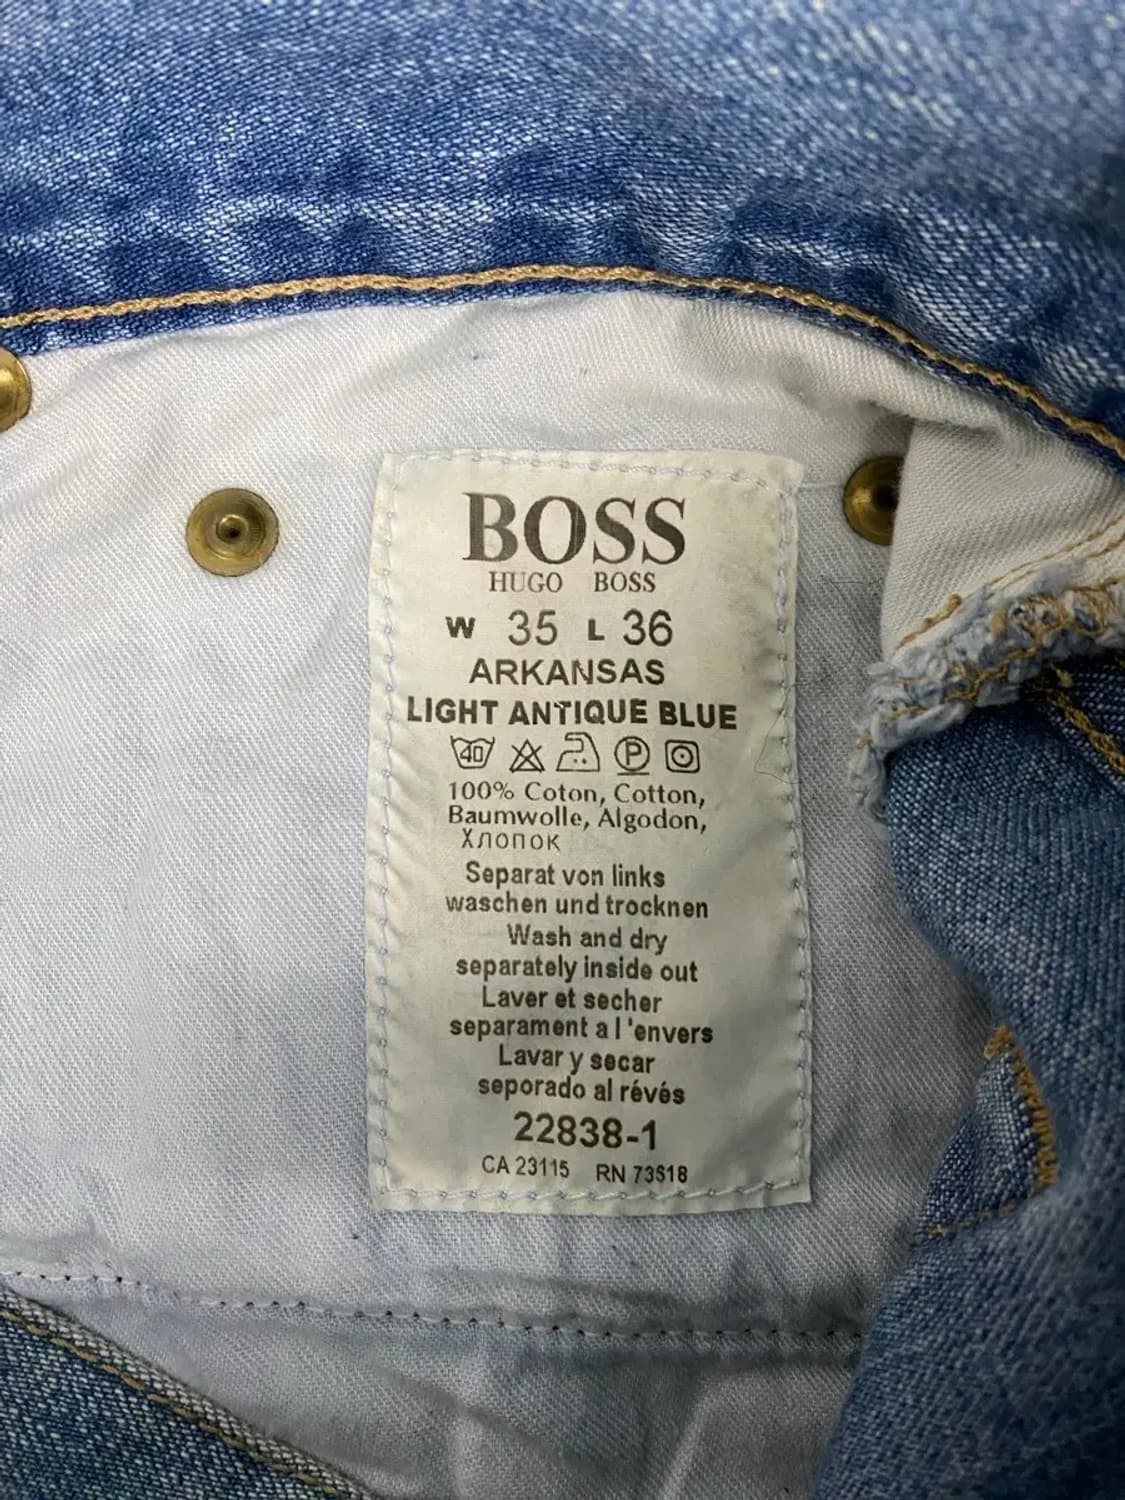 BOSS
HUGO BOSS
W 35 L 36
ARKANSAS
LIGHT ANTIQUE BLUE
40 P
100% Coton, Cotton,
Baumwolle, Algodon,
Хлопок
Separat von links
waschen und trocknen
Wash and dry
separately inside out
Laver et secher
separament a l'envers
Lavar y secar
seporado al révés
22838-1
CA 23115 RN 73518